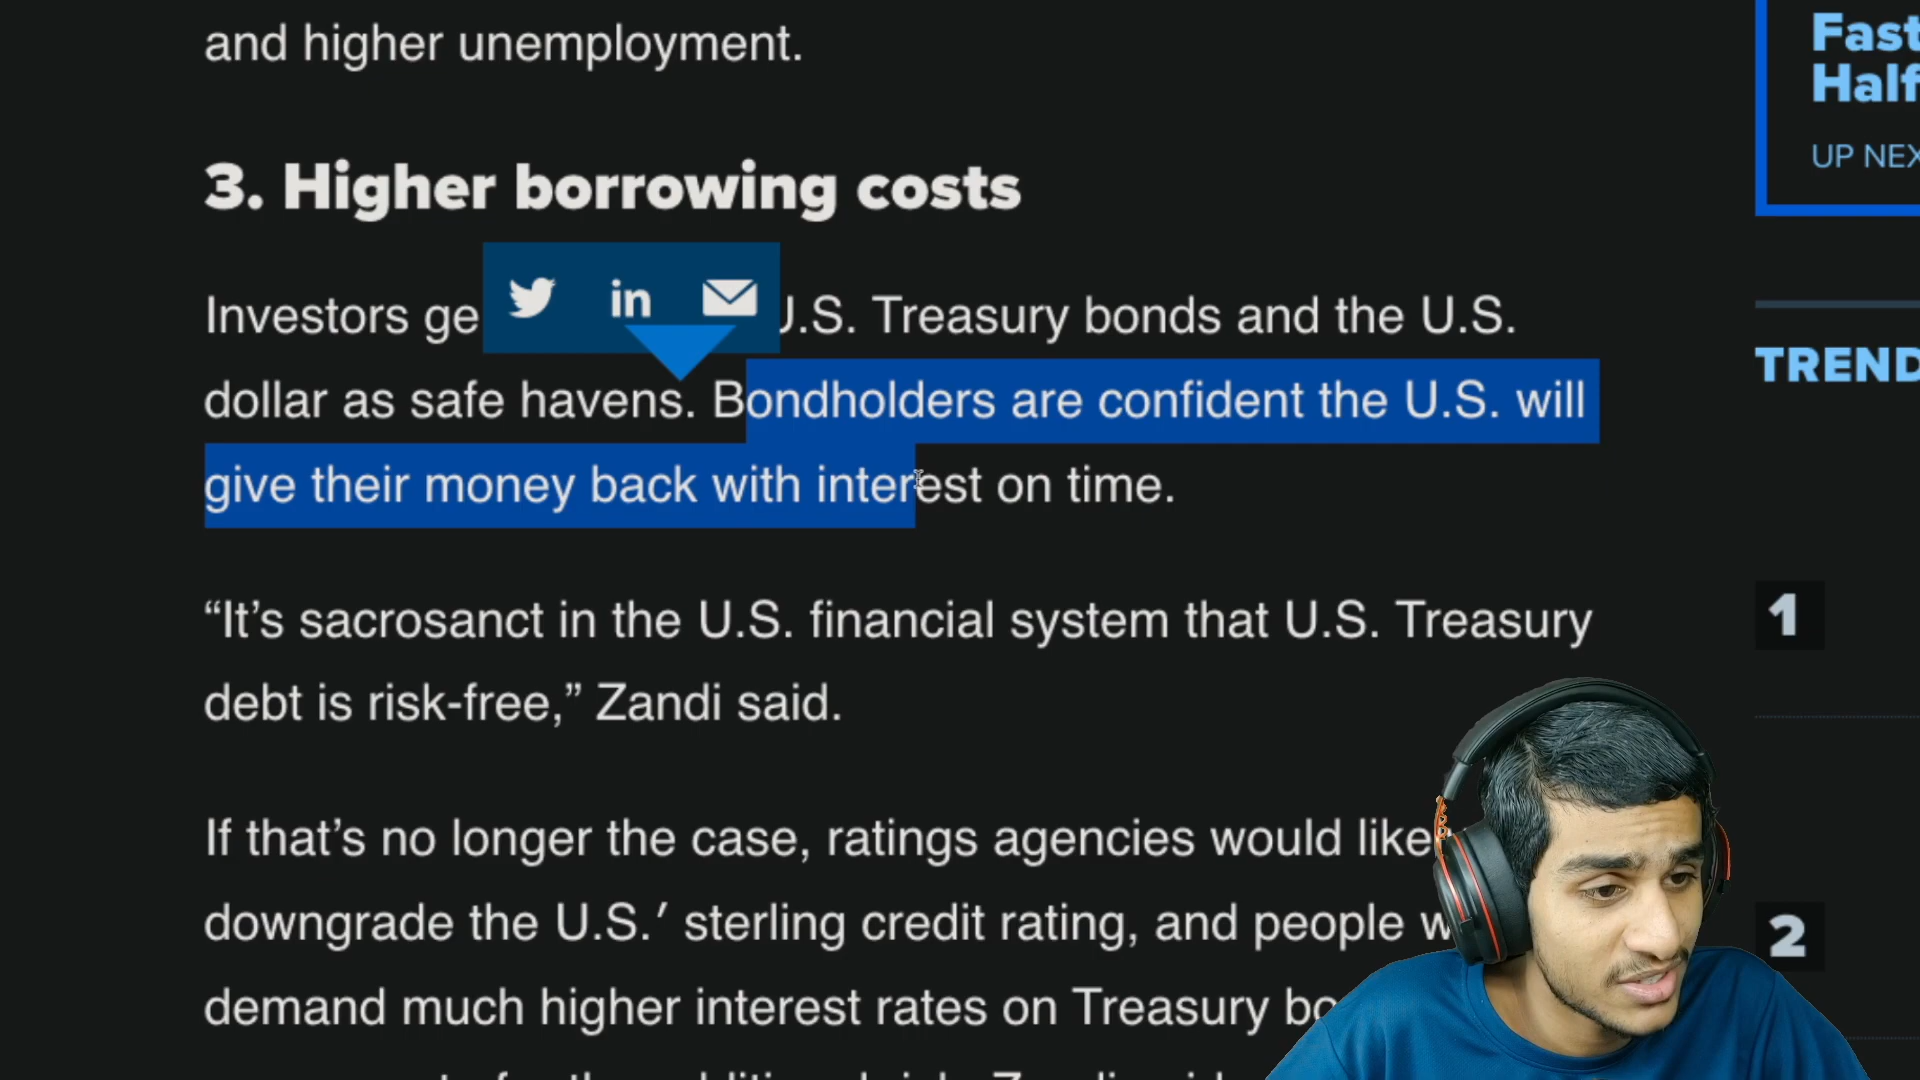 and higher unemployment.
3. Higher borrowing costs
in
Investors ge J.S. Treasury bonds and the U.S.
dollar as safe havens. Bondholders are confident the U.S. will
give their money back with interest on time.
“It’s sacrosanct in the U.S. financial system that U.S. Treasury
debt is risk-free,” Zandi said.
If that’s no longer the case, ratings agencies would like
downgrade the U.S.′ sterling credit rating, and people w
demand much higher interest rates on Treasury bo
Fast
Half
UP NEX
TREND
1
2